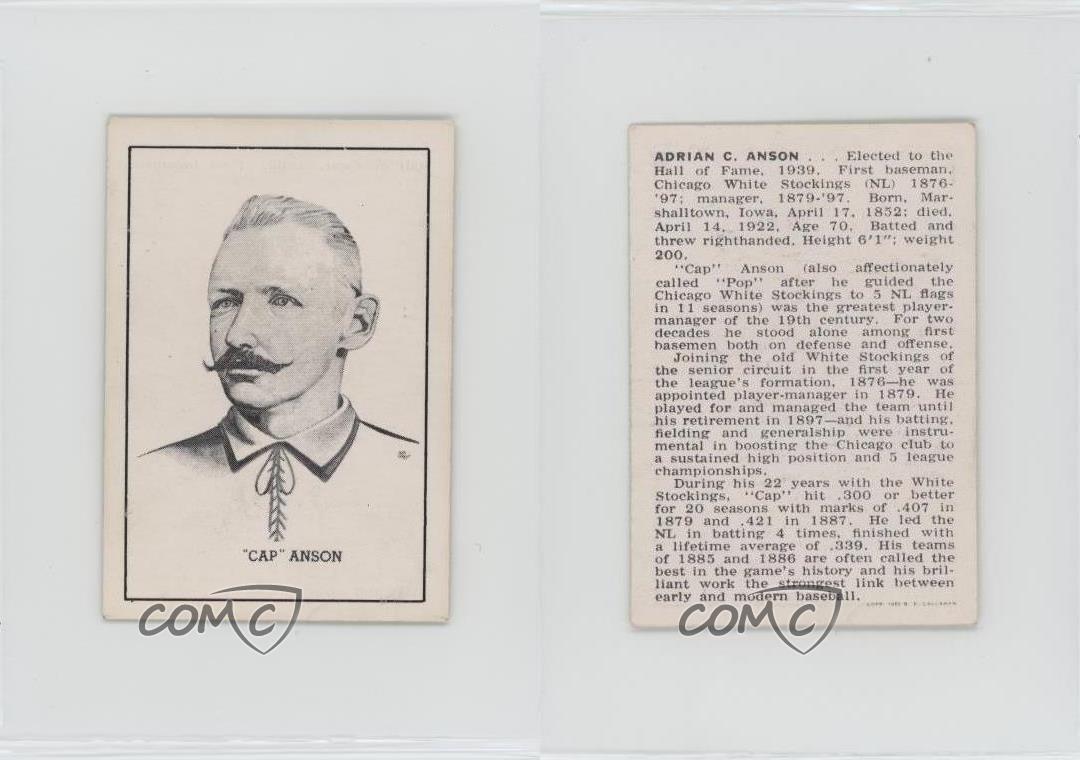 "CAP" ANSON
COMC
ADRIAN C. ANSON . . . Elected to the
Hall of Fame, 1939. First baseman,
Chicago White Stockings (NL) 1876-
'97; manager, 1879-'97. Born, Mar-
shalltown, Iowa, April 17, 1852; died,
April 14, 1922, Age 70. Batted and
threw righthanded. Height 6'1"; weight
200.
"Cap" Anson (also affectionately
called "Pop" after he guided the
Chicago White Stockings to 5 NL flags
in 11 seasons) was the greatest player-
manager of the 19th century. For two
decades he stood alone among first
basemen both on defense and offense.
Joining the old White Stockings of
the senior circuit in the first year of
the league's formation, 1876—he was
appointed player-manager in 1879. He
played for and managed the team until
his retirement in 1897—and his batting,
fielding and generalship were instru-
mental in boosting the Chicago club to
a sustained high position and 5 league
championships.
During his 22 years with the White
Stockings, "Cap" hit .300 or better
for 20 seasons with marks of .407 in
1879 and .421 in 1887. He led the
NL in batting 4 times, finished with
a lifetime average of .339. His teams
of 1885 and 1886 are often called the
best in the game's history and his bril-
liant work the strongest link between
early and modern baseball.
COMC